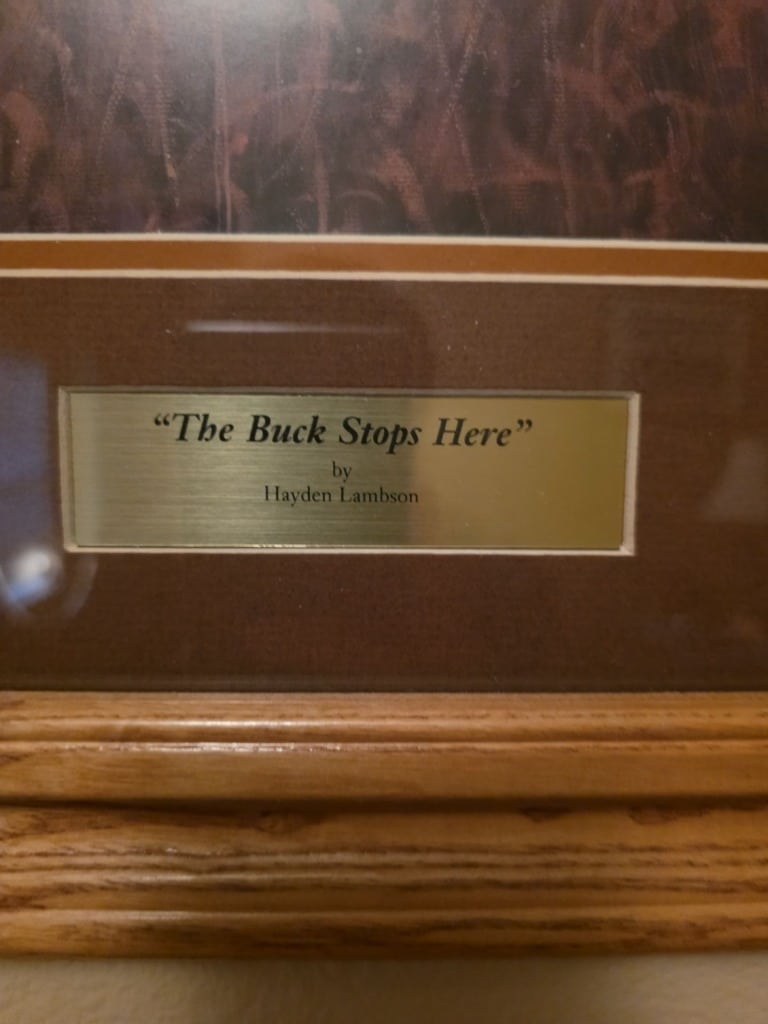 “The Buck Stops Here”
by
Hayden Lambson